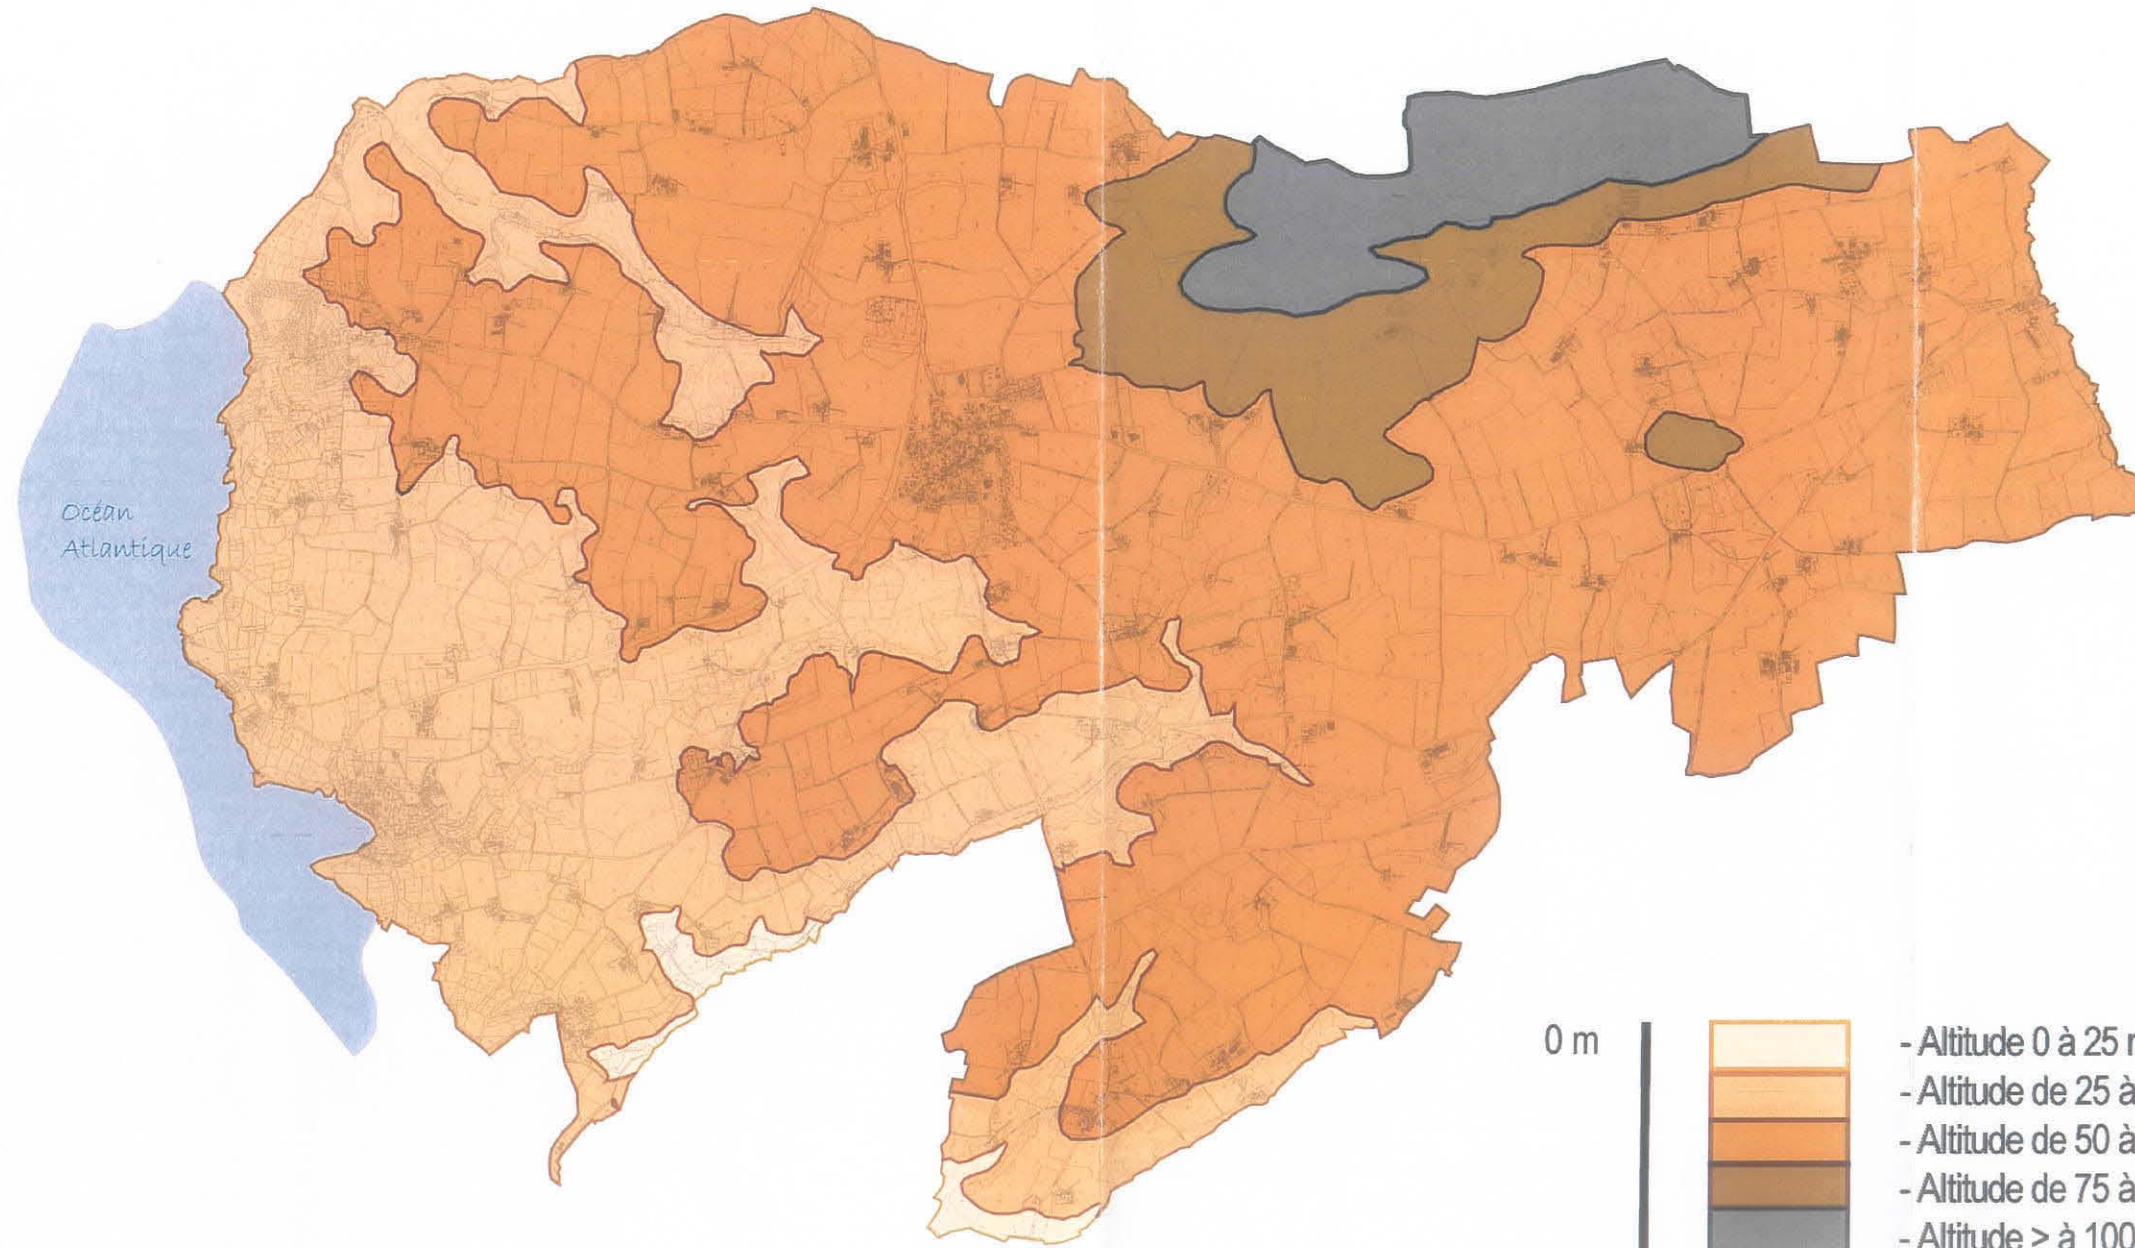 Océan
Atlantique
0 m
- Altitude 0 à 25
- Altitude de 25 à
- Altitude de 50 à
- Altitude de 75 à
- Altitude > à 100